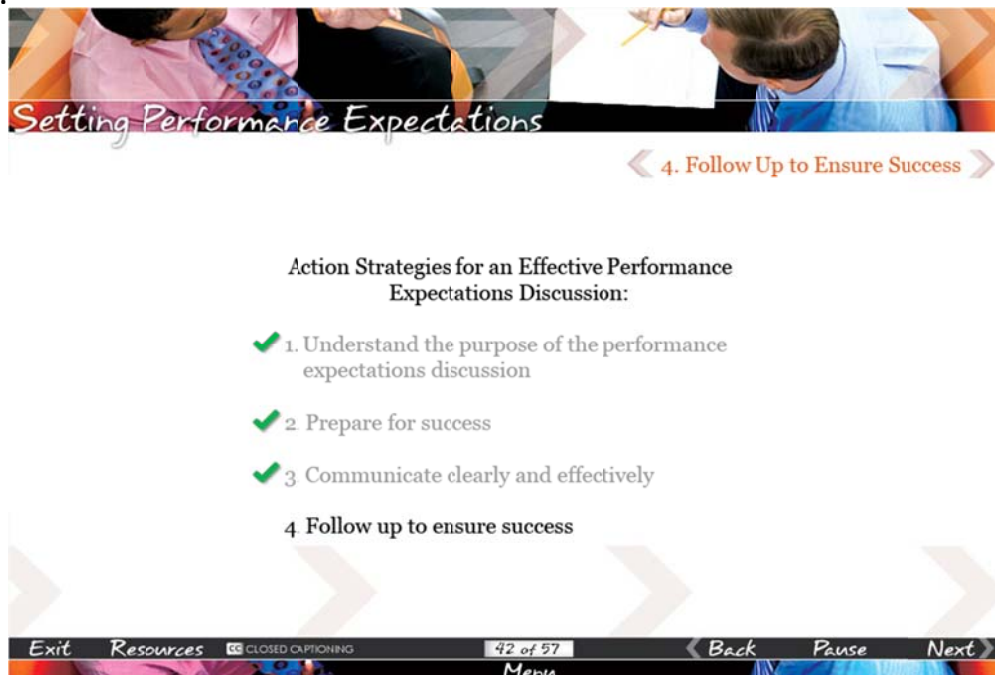 Setting Performance Expectations
4. Follow Up to Ensure Success
Action Strategies for an Effective Performance
Expectations Discussion:
1. Understand the purpose of the performance
expectations discussion
2 Prepare for success
3 Communicate clearly and effectively
4 Follow up to ensure success
Exit Resources CC CLOSED CAPTIONING 42 of 57 Back Pause Next
Menu